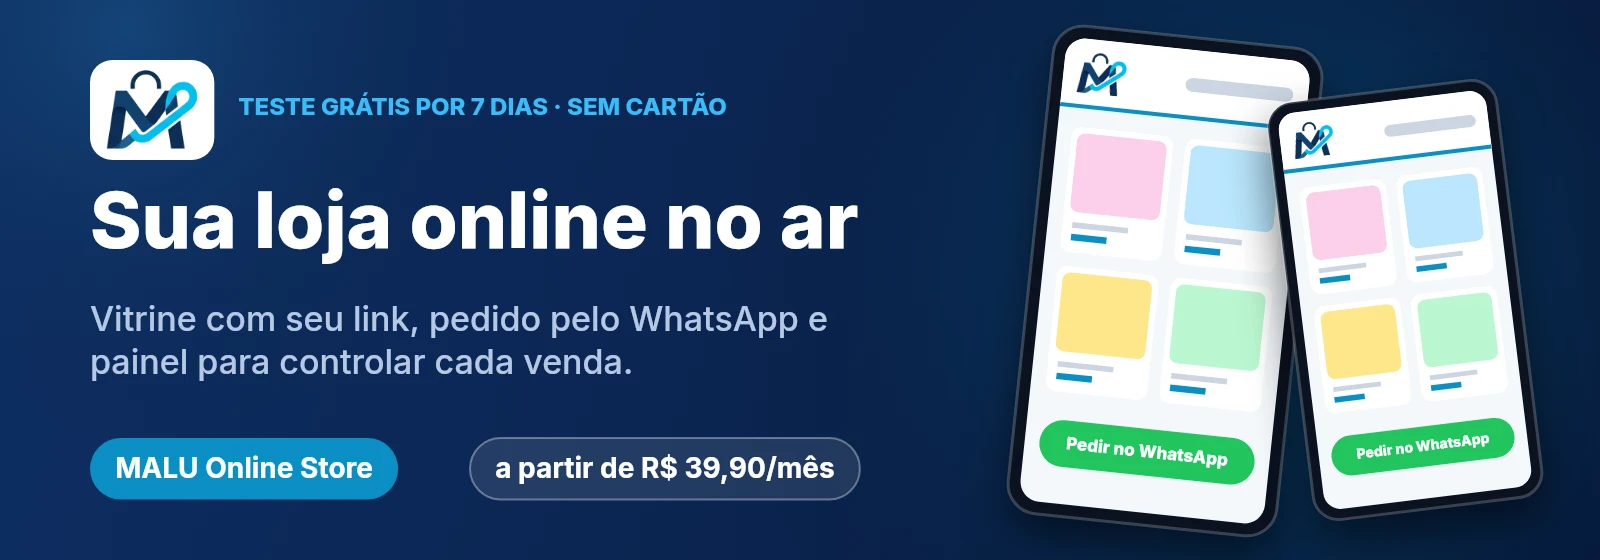 TESTE GRÁTIS POR 7 DIAS · SEM CARTÃO
Sua loja online no ar
Vitrine com seu link, pedido pelo WhatsApp e
painel para controlar cada venda.
MALU Online Store
a partir de R$ 39,90/mês
Pedir no WhatsApp
Pedir no WhatsApp